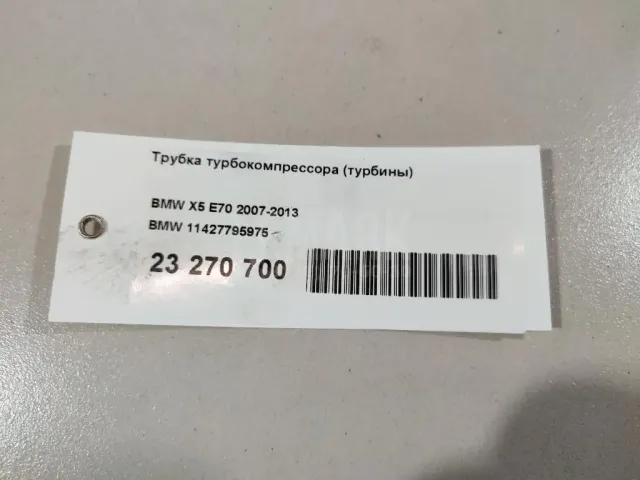 Трубка турбокомпрессора (турбины)
BMW X5 E70 2007-2013
BMW 11427795975
23 270 700